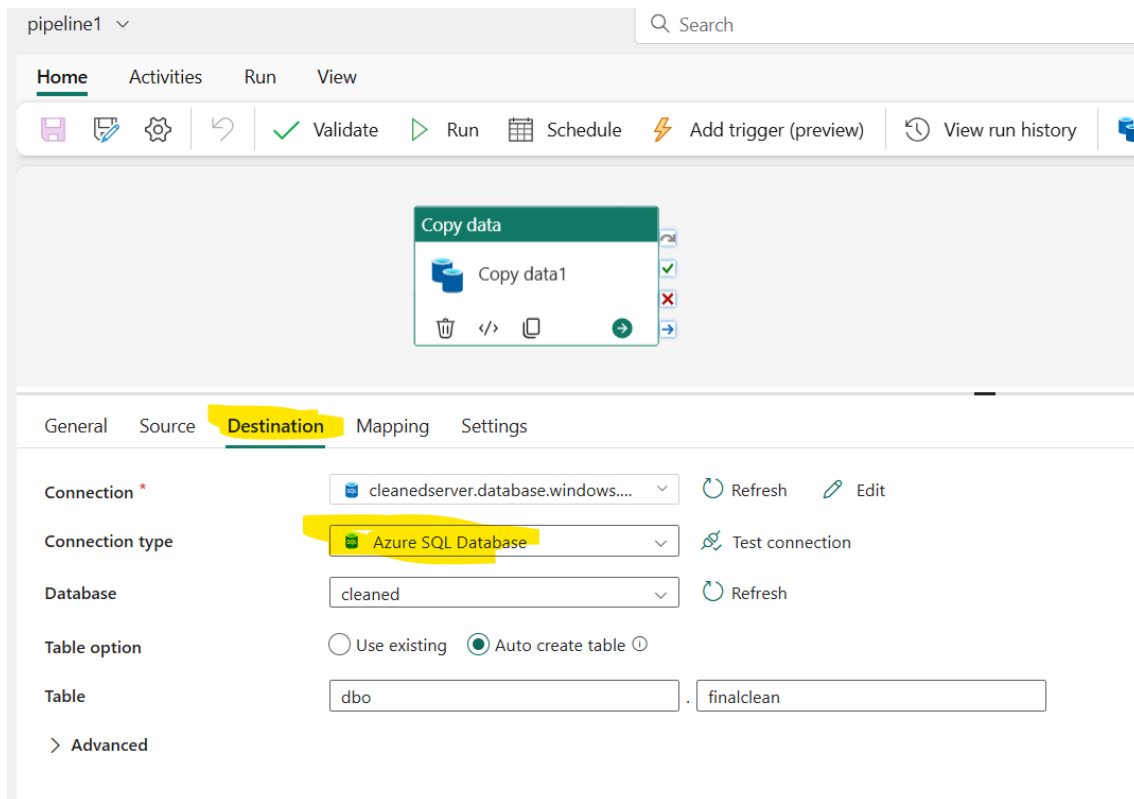 pipeline1
Search
Home Activities Run View
Validate Run Schedule Add trigger (preview) View run history
Copy data
Copy data1
</>
General Source Destination Mapping Settings
Connection * cleanedserver.database.windows.... Refresh Edit
Connection type Azure SQL Database Test connection
Database cleaned Refresh
Table option Use existing Auto create table
Table dbo . finalclean
Advanced